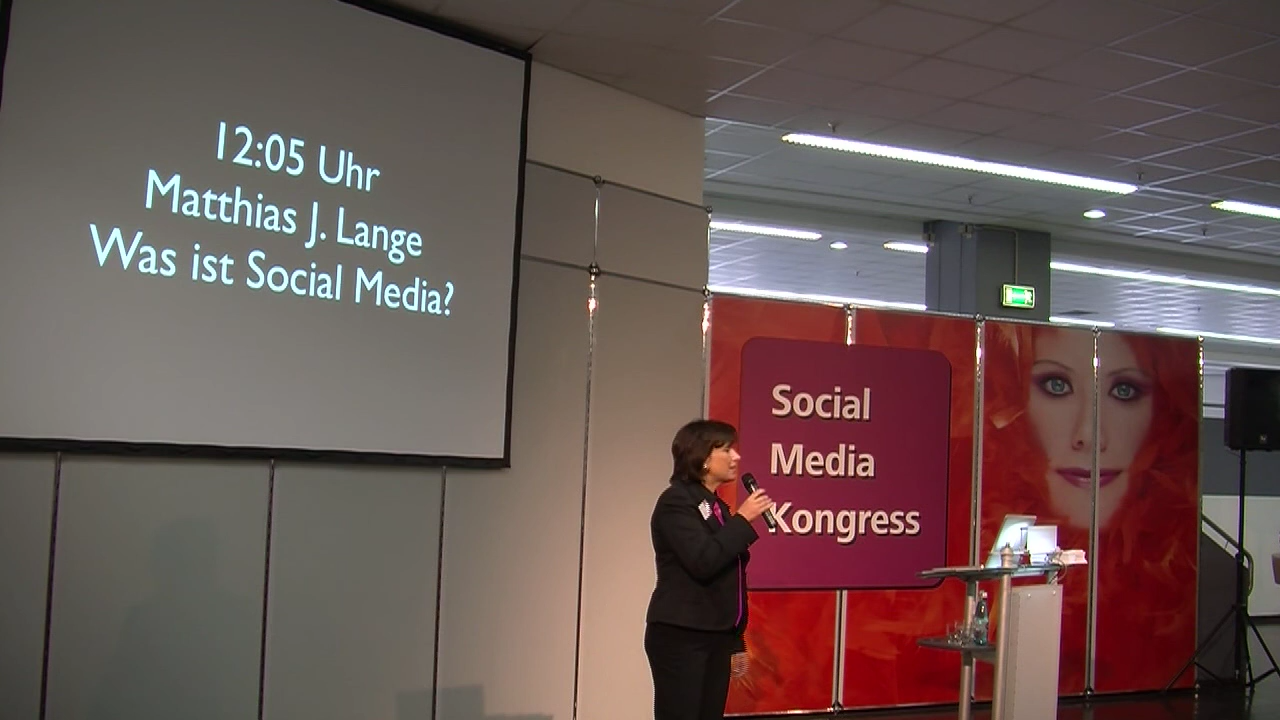 12:05 Uhr
Matthias J. Lange
Was ist Social Media?
Social
Media
Kongress